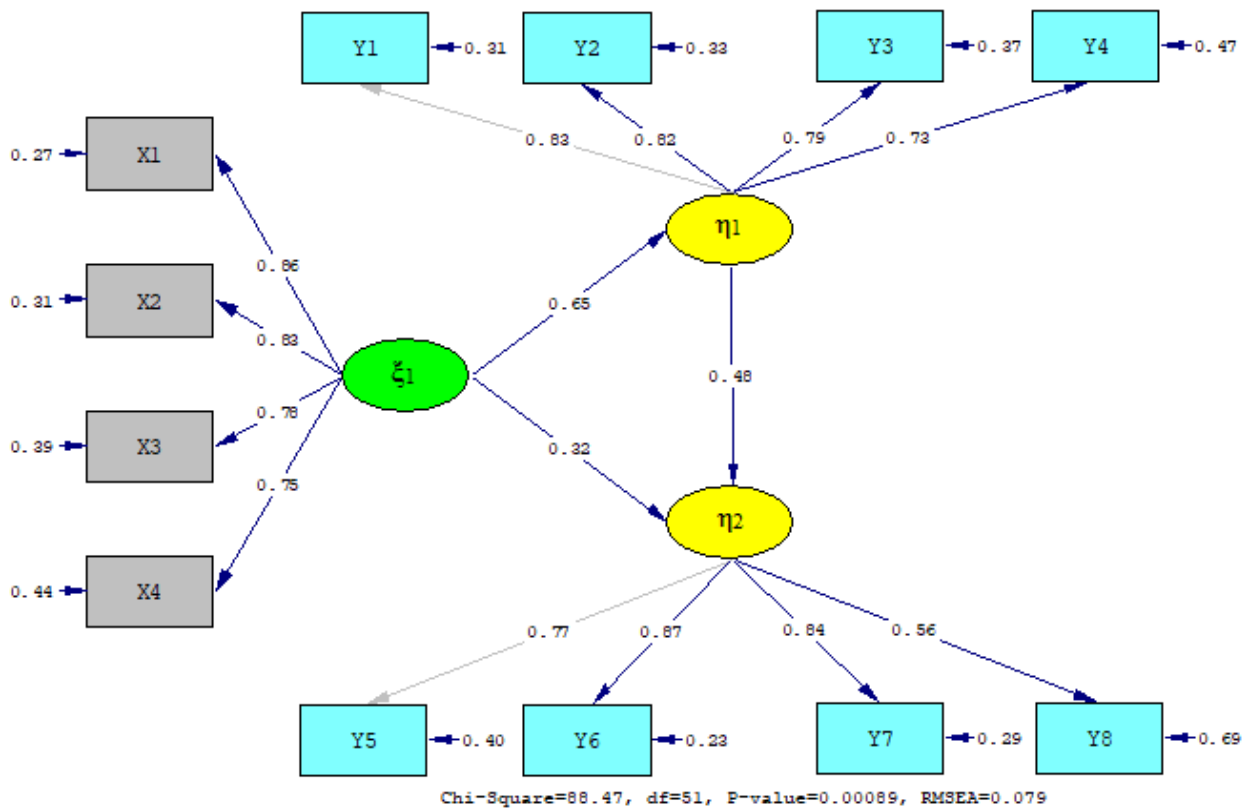 Y1
0.31
Y2
0.33
Y3
0.37
Y4
0.47
0.83
0.82
0.79
0.73
0.27
X1
0.86
η1
0.31
X2
0.83
0.65
ξ1
0.48
0.39
X3
0.78
0.32
0.75
η2
0.44
X4
0.77
0.87
0.84
0.56
Y5
0.40
Y6
0.23
Y7
0.29
Y8
0.69
Chi-Square=88.47, df=51, P-value=0.00089, RMSEA=0.079